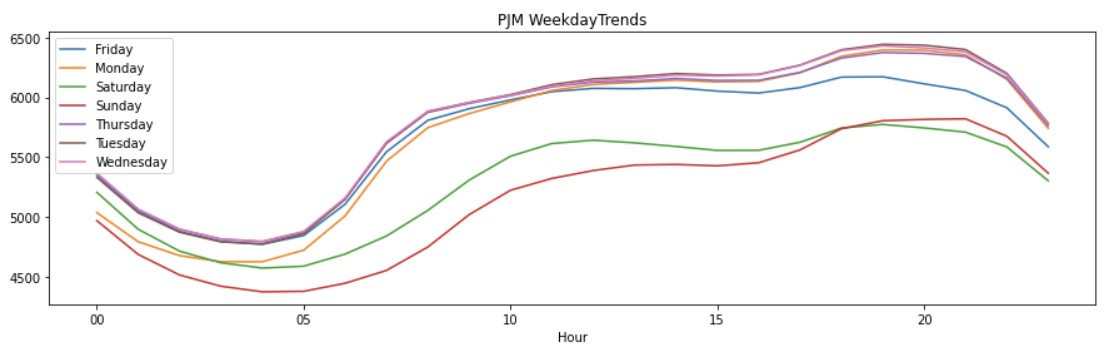 PJM WeekdayTrends
6500
6000
5500
5000
4500
Friday
Monday
Saturday
Sunday
Thursday
Tuesday
Wednesday
00 05 10 15 20
Hour